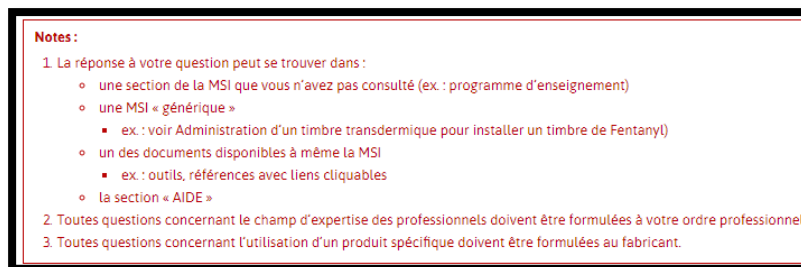 Notes :
1. La réponse à votre question peut se trouver dans :
une section de la MSI que vous n'avez pas consulté (ex. : programme d'enseignement)
une MSI « générique »
ex. : voir Administration d'un timbre transdermique pour installer un timbre de Fentanyl)
un des documents disponibles à même la MSI
ex. : outils, références avec liens cliquables
la section « AIDE »
2. Toutes questions concernant le champ d'expertise des professionnels doivent être formulées à votre ordre professionnel
3. Toutes questions concernant l'utilisation d'un produit spécifique doivent être formulées au fabricant.